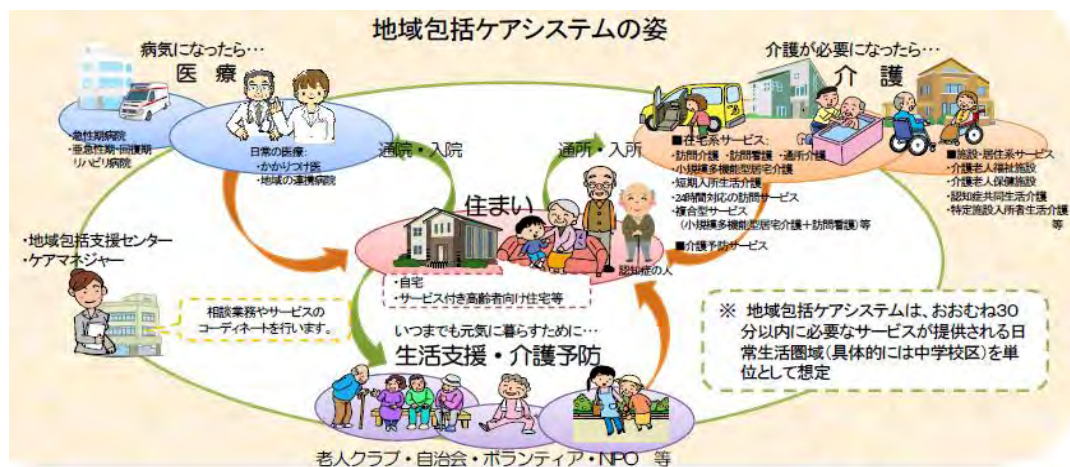 地域包括ケアシステムの姿
病気になったら…
医 療
・急性期病院
・亜急性期・回復期
リハビリ病院
日常の医療:
・かかりつけ医
・地域の連携病院
通院・入院
通所・入所
介護が必要になったら…
介 護
■在宅系サービス:
・訪問介護 ・訪問看護 ・通所介護
・小規模多機能型居宅介護
・短期入所生活介護
・24時間対応の訪問サービス
・複合型サービス
(小規模多機能型居宅介護+訪問看護)等
■介護予防サービス
■施設・居住系サービス
・介護老人福祉施設
・介護老人保健施設
・認知症共同生活介護
・特定施設入所者生活介護
等
住まい
認知症の人
・自宅
・サービス付き高齢者向け住宅等
・地域包括支援センター
・ケアマネジャー
相談業務やサービスの
コーディネートを行います。
いつまでも元気に暮らすために…
生活支援・介護予防
老人クラブ・自治会・ボランティア・NPO 等
※ 地域包括ケアシステムは、おおむね30
分以内に必要なサービスが提供される日
常生活圏域(具体的には中学校区)を単
位として想定